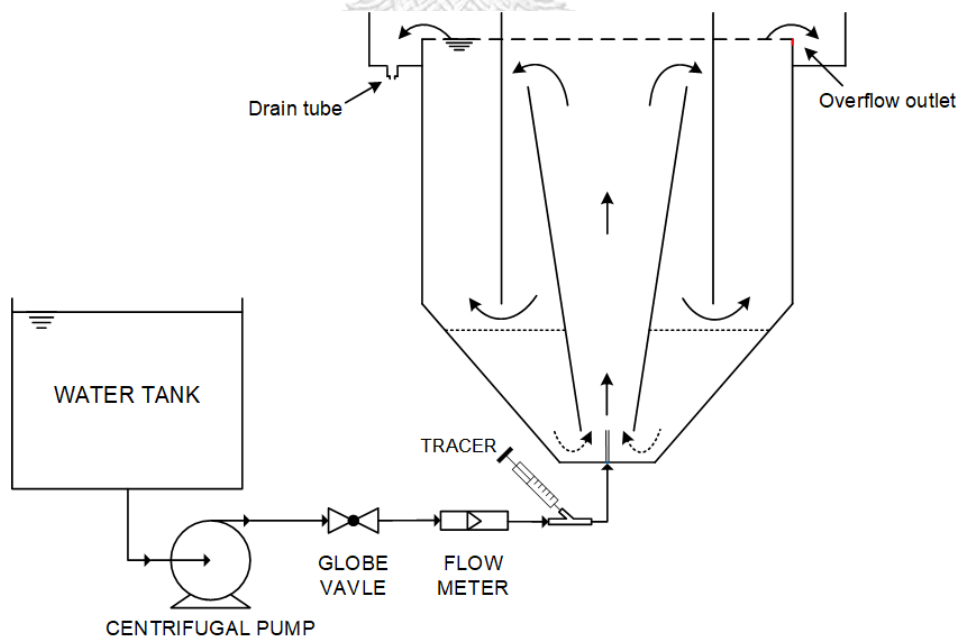 Drain tube
Overflow outlet
WATER TANK
TRACER
GLOBE
VAVLE
FLOW
METER
CENTRIFUGAL PUMP